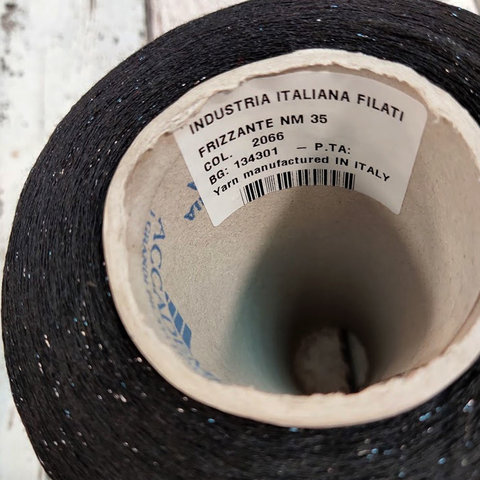 INDUSTRIA ITALIANA FILATI
FRIZZANTE NM 35
COL. 2066
BG: 134301 — P.TA:
Yarn manufactured IN ITALY